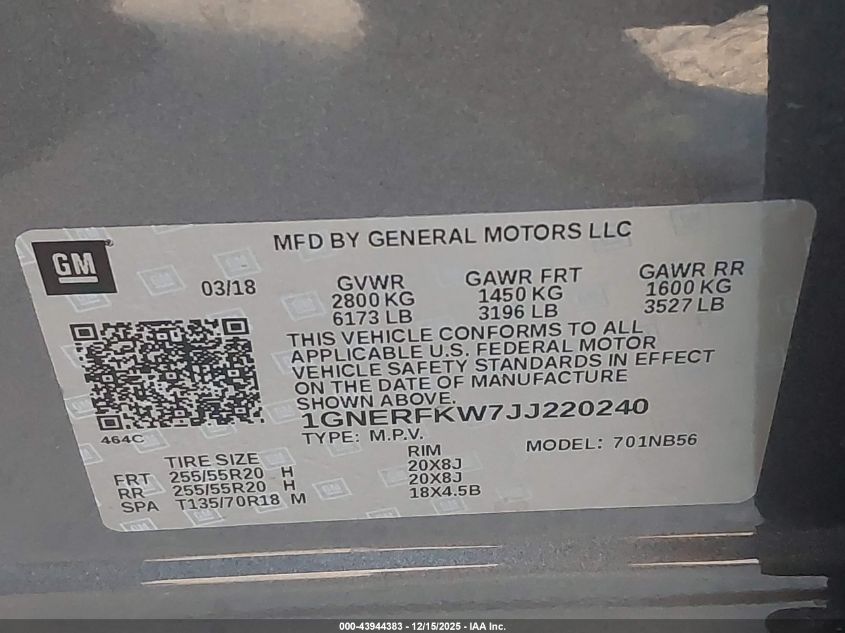 GM
MFD BY GENERAL MOTORS LLC
03/18
GVWR
2800 KG
6173 LB
GAWR FRT
1450 KG
3196 LB
GAWR RR
1600 KG
3527 LB
THIS VEHICLE CONFORMS TO ALL
APPLICABLE U.S. FEDERAL MOTOR
VEHICLE SAFETY STANDARDS IN EFFECT
ON THE DATE OF MANUFACTURE
SHOWN ABOVE.
1GNERFKW7JJ220240
464C
TYPE: M.P.V.
MODEL: 701NB56
TIRE SIZE RIM
FRT 255/55R20 H 20X8J
RR 255/55R20 H 20X8J
SPA T135/70R18 M 18X4.5B
000-43944383 - 12/15/2025 - IAA Inc.